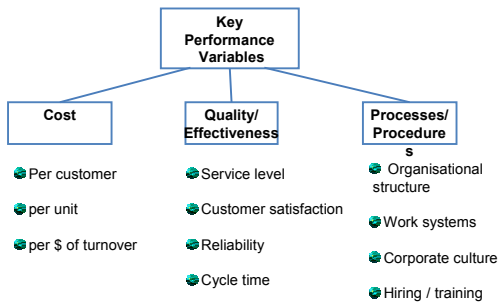 Key
Performance
Variables
Cost
Per customer
per unit
per $ of turnover
Quality/
Effectiveness
Service level
Customer satisfaction
Reliability
Cycle time
Processes/
Procedure
s
Organisational
structure
Work systems
Corporate culture
Hiring / training